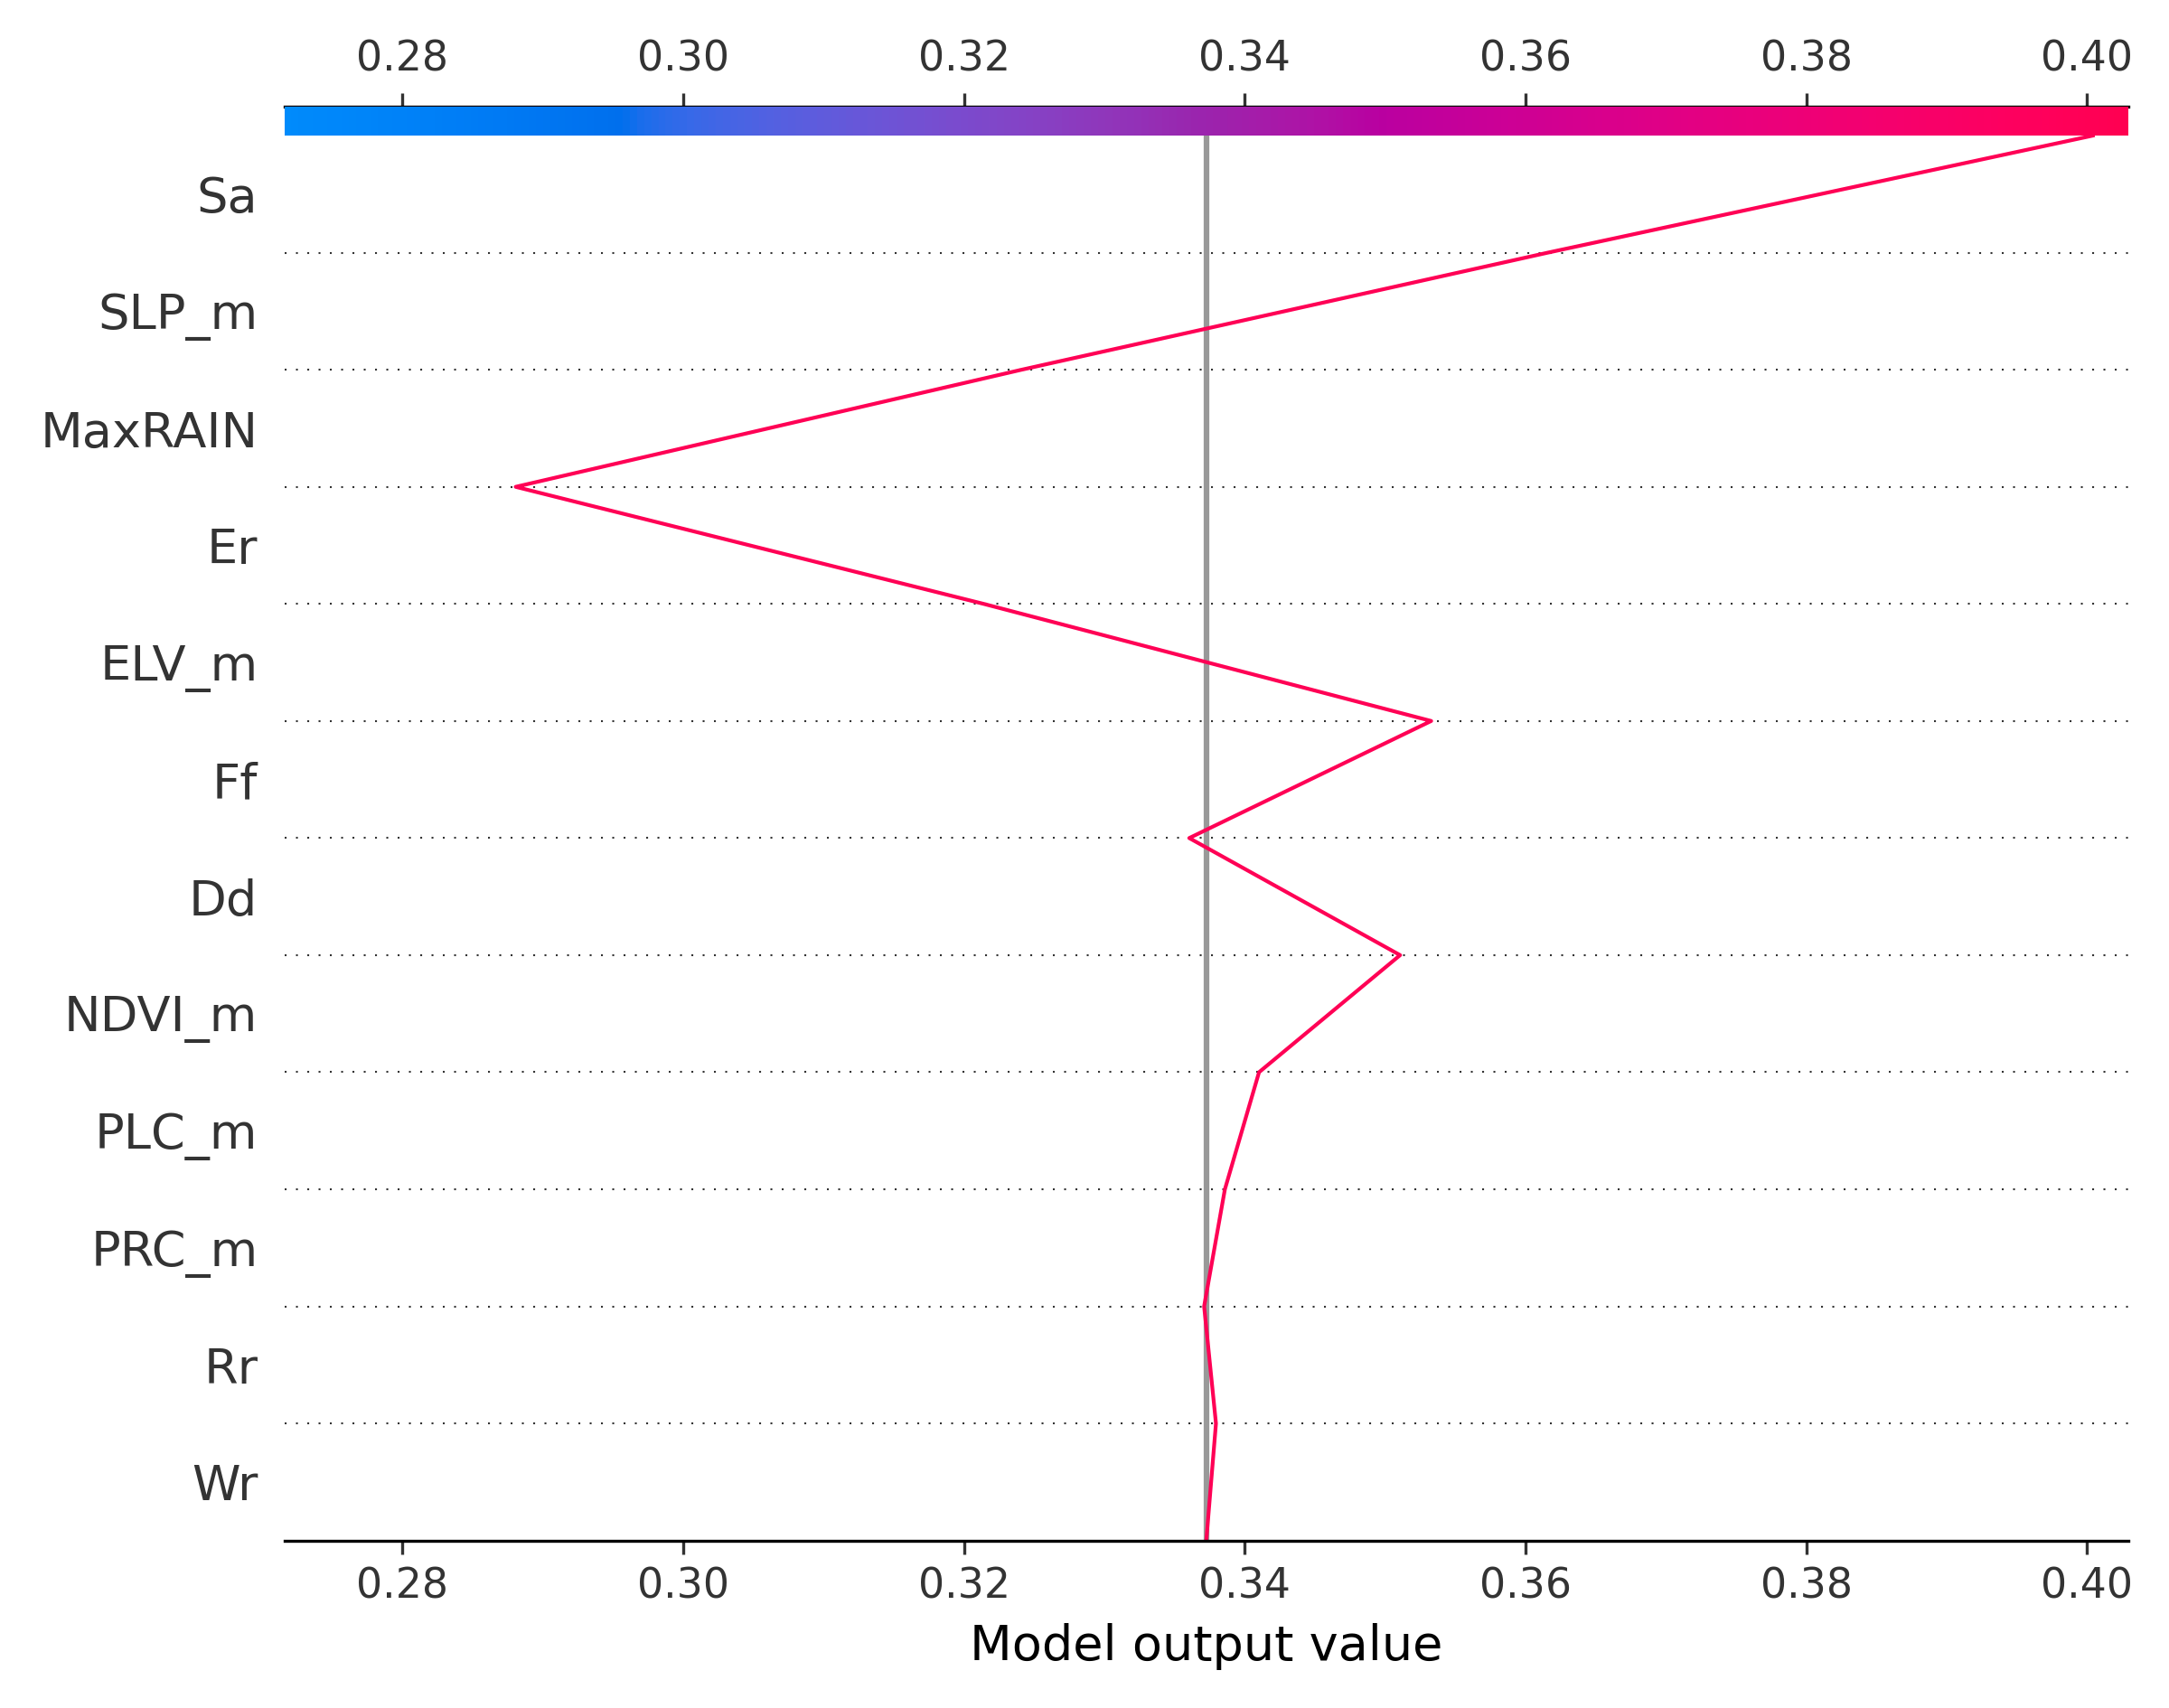 0.28 0.30 0.32 0.34 0.36 0.38 0.40
Sa
SLP_m
MaxRAIN
Er
ELV_m
Ff
Dd
NDVI_m
PLC_m
PRC_m
Rr
Wr
0.28 0.30 0.32 0.34 0.36 0.38 0.40
Model output value